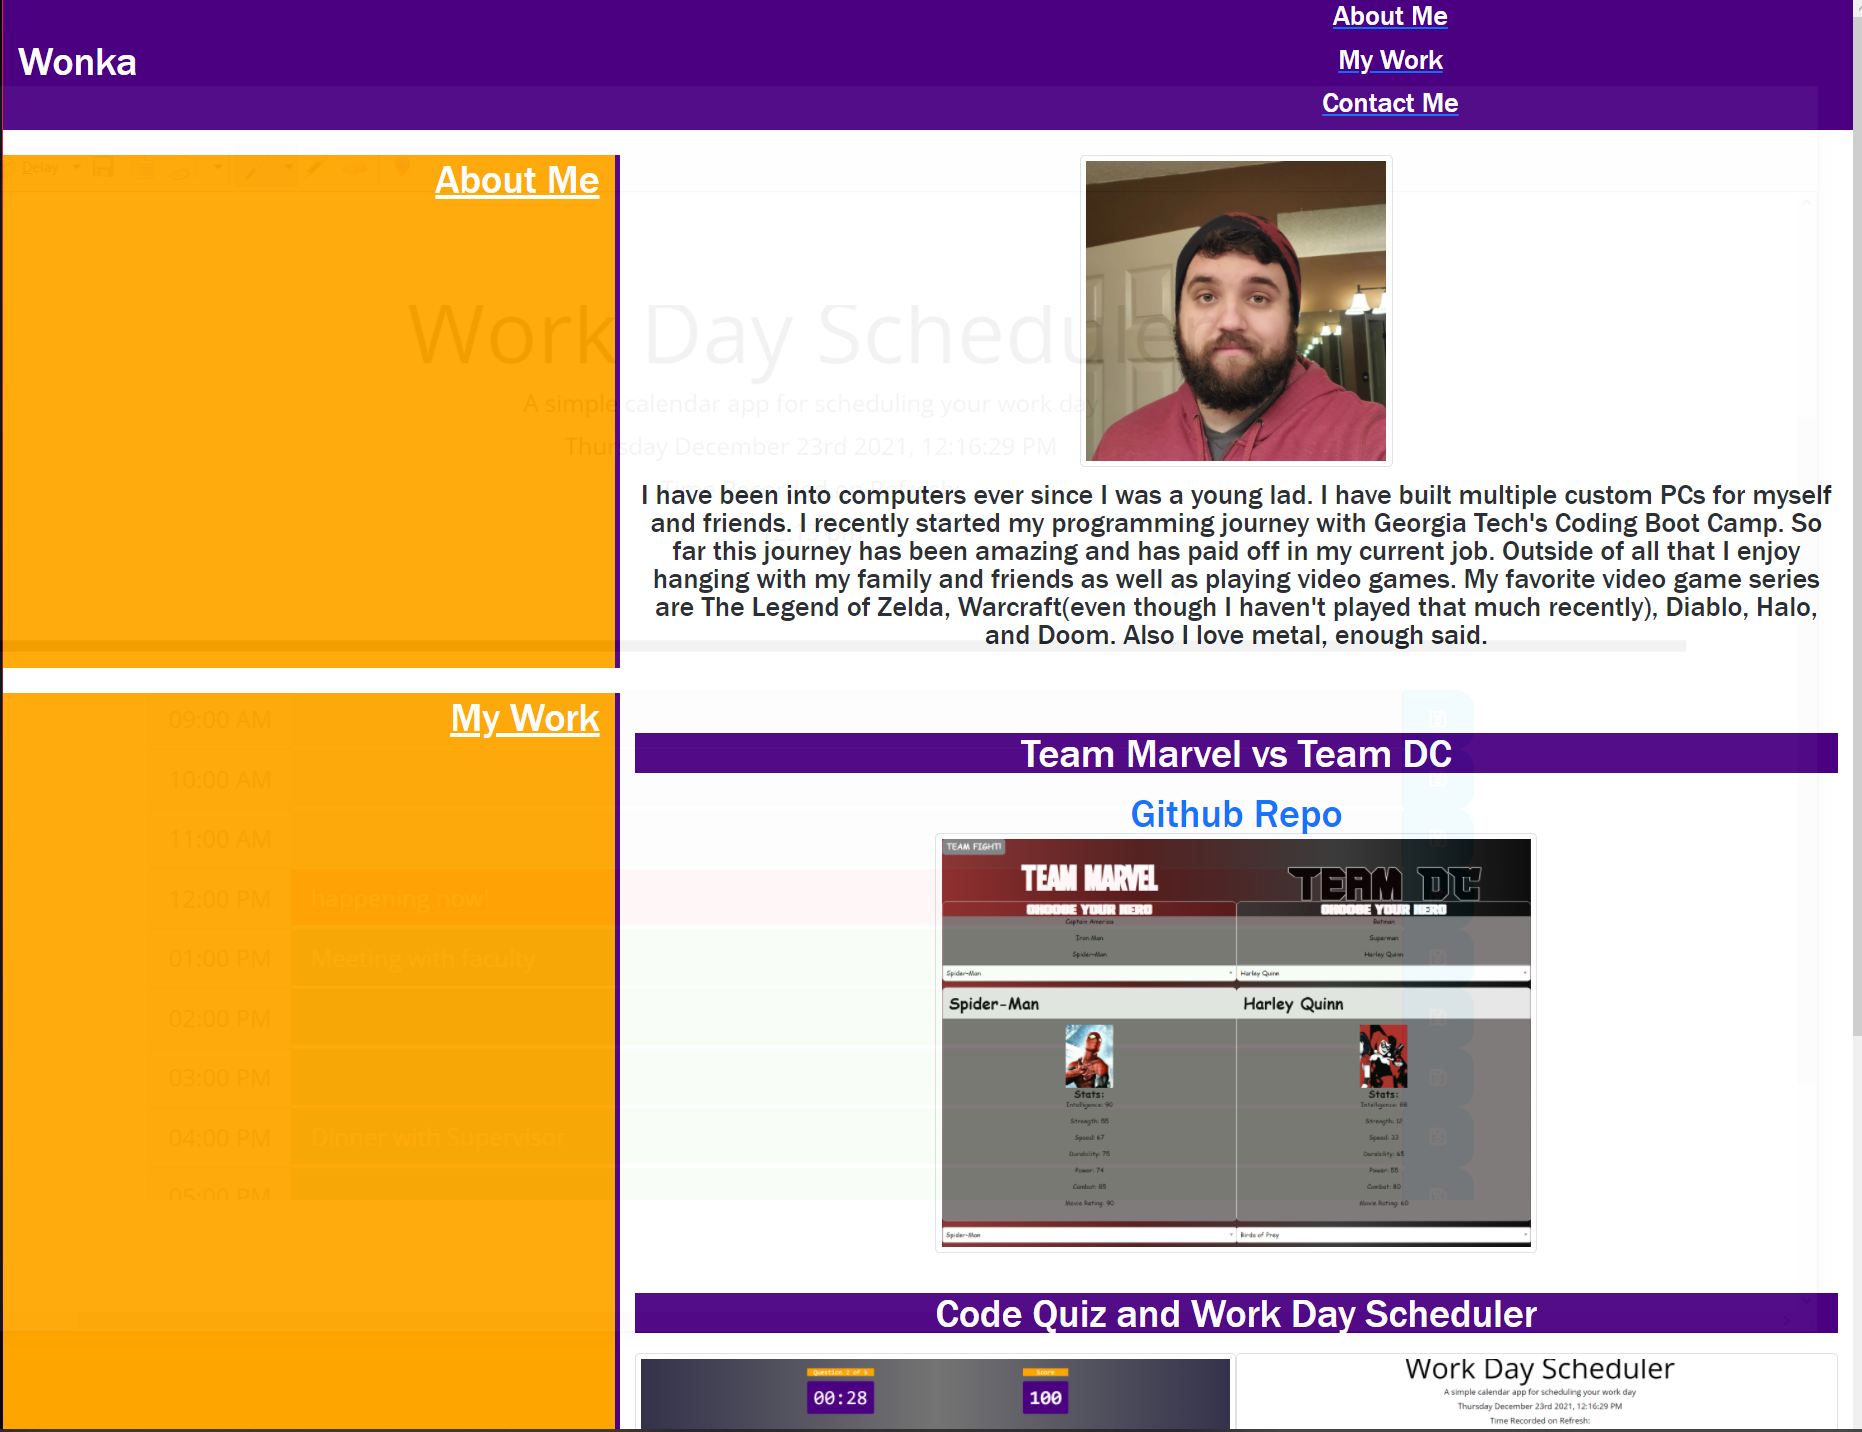 Wonka
About Me
My Work
Contact Me
Delay
About Me
Work Day Scheduler
A simple calendar app for scheduling your work day
Thursday December 23rd 2021, 12:16:29 PM
I have been into computers ever since I was a young lad. I have built multiple custom PCs for myself
and friends. I recently started my programming journey with Georgia Tech's Coding Boot Camp. So
far this journey has been amazing and has paid off in my current job. Outside of all that I enjoy
hanging with my family and friends as well as playing video games. My favorite video game series
are The Legend of Zelda, Warcraft(even though I haven't played that much recently), Diablo, Halo,
and Doom. Also I love metal, enough said.
My Work
09:00 AM
10:00 AM
11:00 AM
12:00 PM happening now!
01:00 PM Meeting with faculty
02:00 PM
03:00 PM
04:00 PM Dinner with Supervisor
05:00 PM
Team Marvel vs Team DC
Github Repo
TEAM FIGHT!
TEAM MARVEL
TEAM DC
CHOOSE YOUR HERO
CHOOSE YOUR HERO
Captain America
Batman
Iron Man
Superman
Spider-Man
Harley Quinn
Spider-Man
Harley Quinn
Spider-Man
Harley Quinn
Stats:
Stats:
Intelligence: 90
Intelligence: 88
Strength: 55
Strength: 12
Speed: 67
Speed: 33
Durability: 75
Durability: 65
Power: 74
Power: 55
Combat: 85
Combat: 80
Movie Rating: 90
Movie Rating: 60
Spider-Man
Birds of Prey
Code Quiz and Work Day Scheduler
Question 2 of 5
Score
00:28
100
Work Day Scheduler
A simple calendar app for scheduling your work day
Thursday December 23rd 2021, 12:16:29 PM
Time Recorded on Refresh: